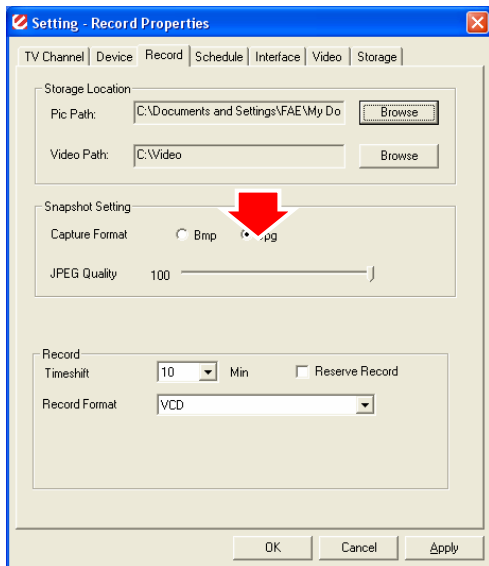 Setting - Record Properties
TV Channel Device Record Schedule Interface Video Storage
Storage Location
Pic Path: C:\Documents and Settings\FAE\My Do Browse
Video Path: C:\Video Browse
Snapshot Setting
Capture Format Bmp
JPEG Quality 100
Record
Timeshift 10 Min Reserve Record
Record Format VCD
OK Cancel Apply